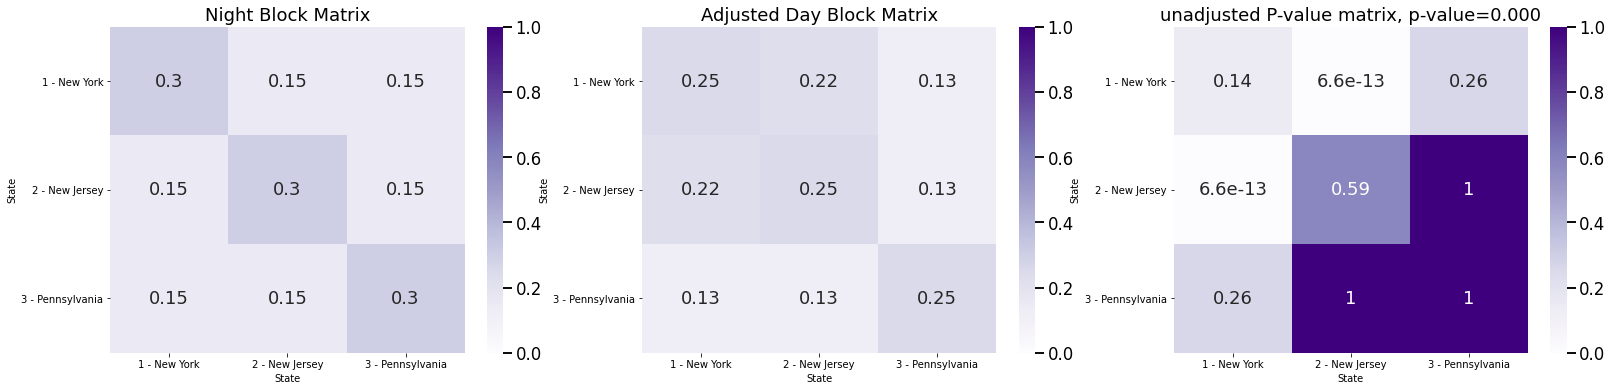 Night Block Matrix
1.0
0.8
0.6
0.4
0.2
0.0
State
1 - New York
2 - New Jersey
3 - Pennsylvania
0.3 0.15 0.15
0.15 0.3 0.15
0.15 0.15 0.3
1 - New York 2 - New Jersey 3 - Pennsylvania
State
Adjusted Day Block Matrix
1.0
0.8
0.6
0.4
0.2
0.0
State
1 - New York
2 - New Jersey
3 - Pennsylvania
0.25 0.22 0.13
0.22 0.25 0.13
0.13 0.13 0.25
1 - New York 2 - New Jersey 3 - Pennsylvania
State
unadjusted P-value matrix, p-value=0.000
1.0
0.8
0.6
0.4
0.2
0.0
State
1 - New York
2 - New Jersey
3 - Pennsylvania
0.14 6.6e-13 0.26
6.6e-13 0.59 1
0.26 1 1
1 - New York 2 - New Jersey 3 - Pennsylvania
State